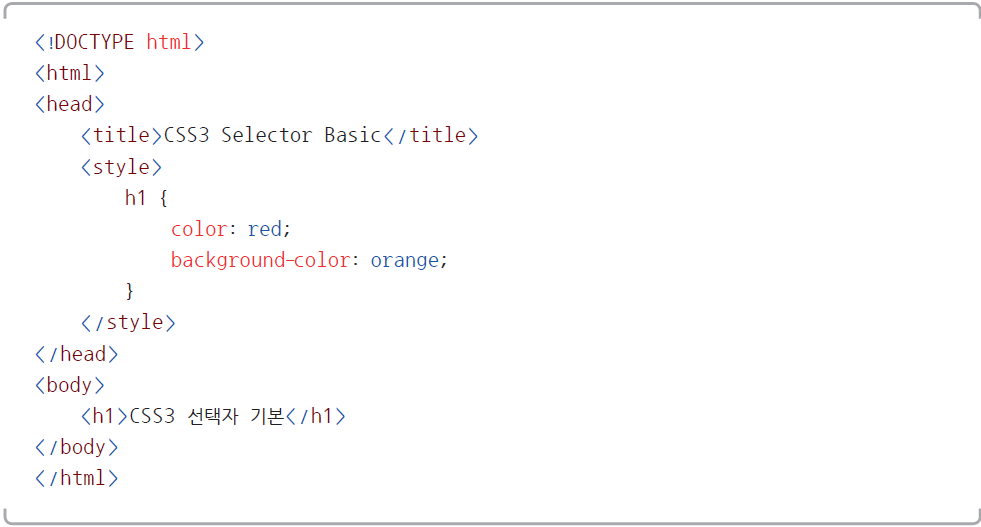 <!DOCTYPE html>
<html>
<head>
    <title>CSS3 Selector Basic</title>
    <style>
        h1 {
            color: red;
            background-color: orange;
        }
    </style>
</head>
<body>
    <h1>CSS3 선택자 기본</h1>
</body>
</html>